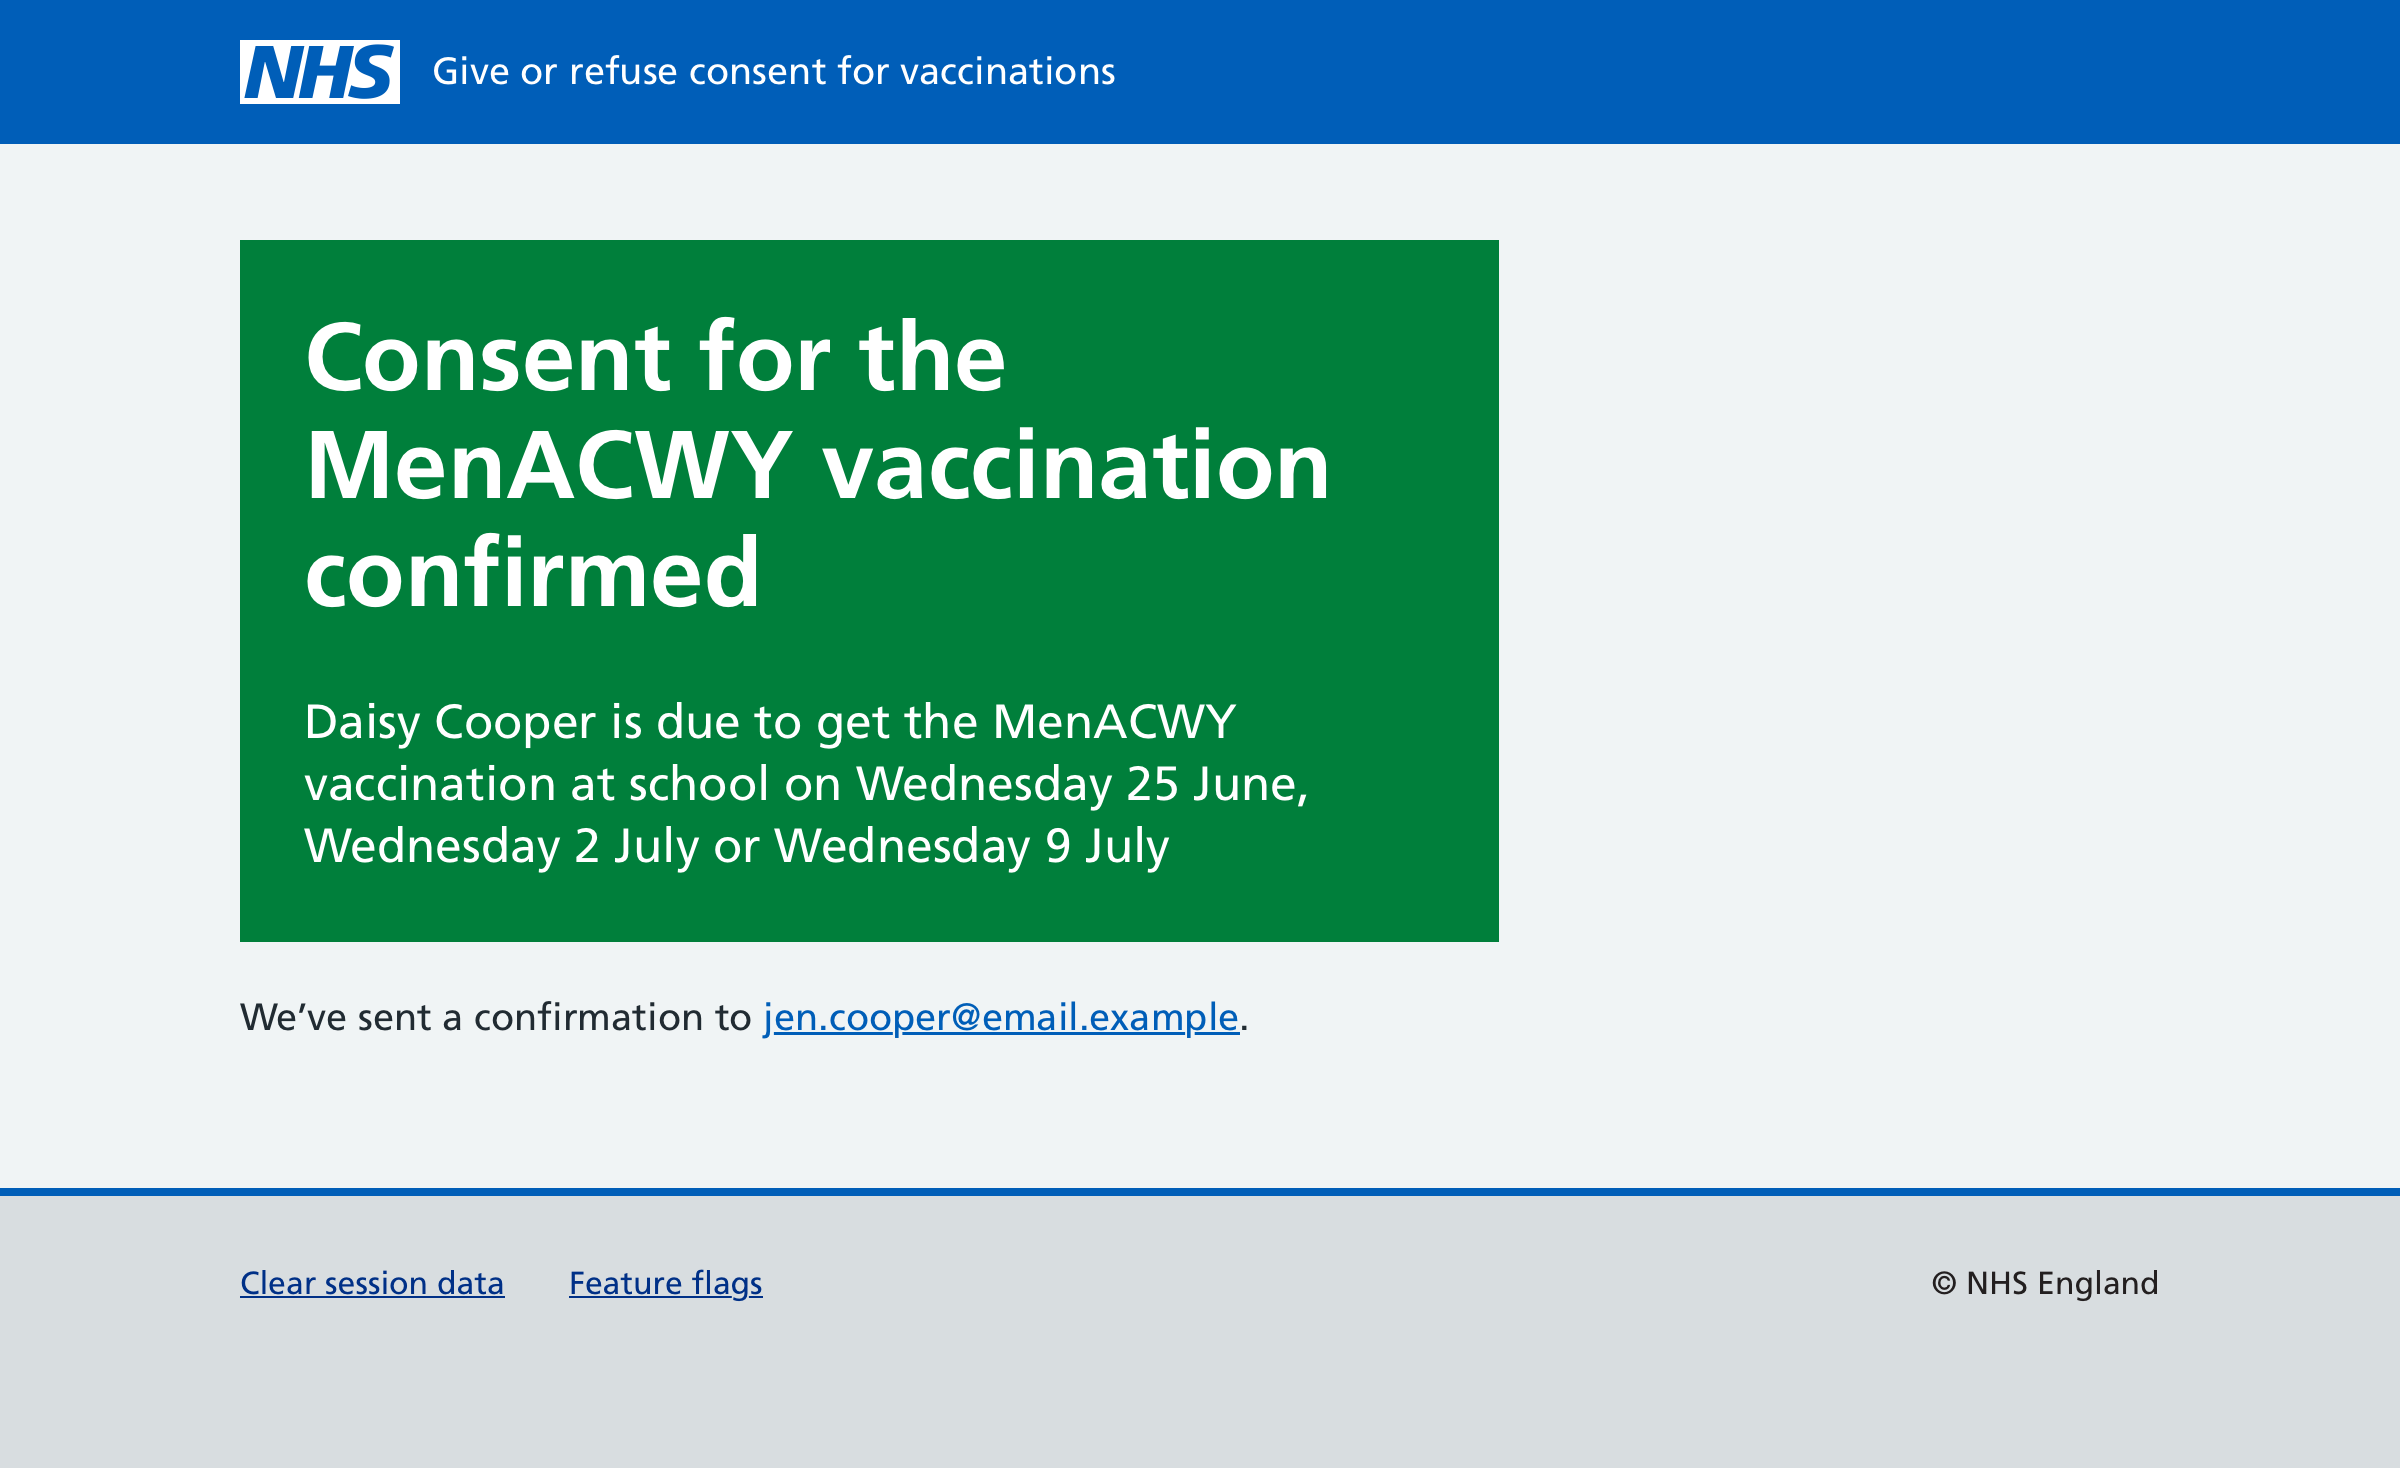 NHS Give or refuse consent for vaccinations
Consent for the
MenACWY vaccination
confirmed
Daisy Cooper is due to get the MenACWY
vaccination at school on Wednesday 25 June,
Wednesday 2 July or Wednesday 9 July
We’ve sent a confirmation to jen.cooper@email.example.
Clear session data Feature flags © NHS England